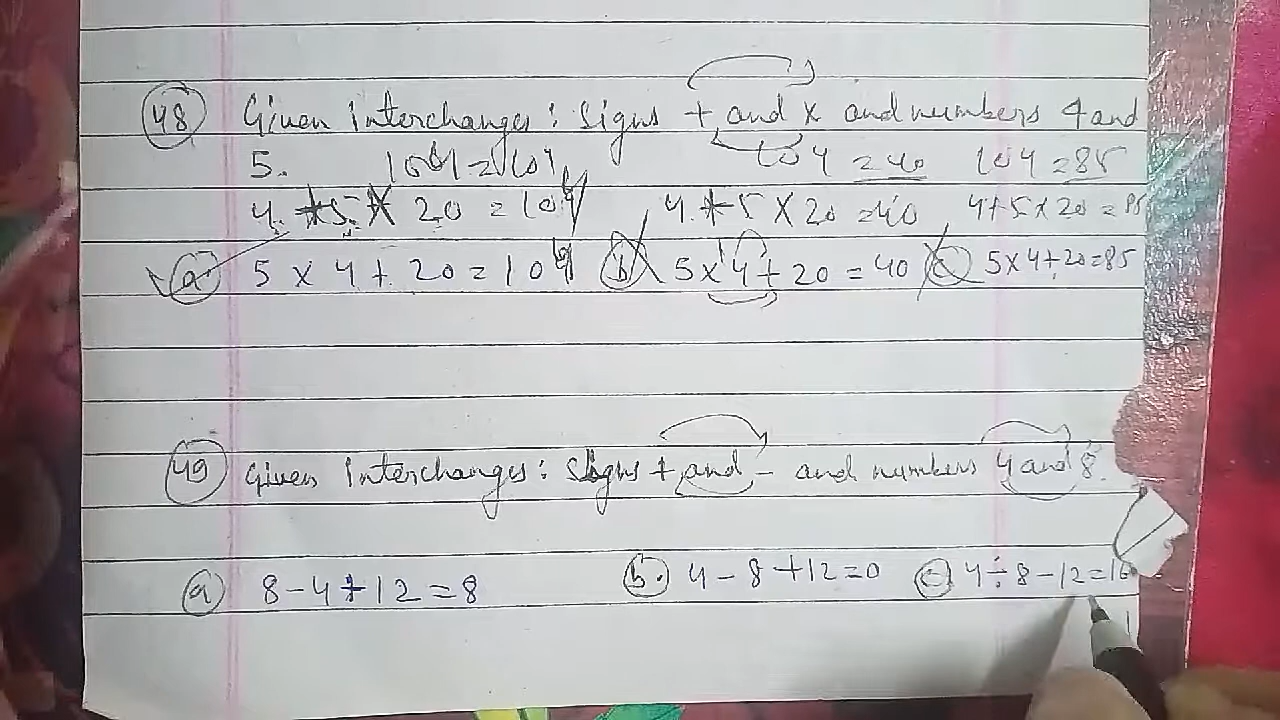 48 Given interchanges: Signs + and x and numbers 4 and
5. 104 = 104 104 = 40 104 = 85
4 + 5 x 20 = 104 4 + 5 x 20 = 40 4 + 5 x 20 = 85
a 5 x 4 + 20 = 104 b 5 x 4 + 20 = 40 c 5 x 4 + 20 = 85
49 Given interchanges: Signs + and - and numbers 4 and 8.
a 8 - 4 + 12 = 8 b. 4 - 8 + 12 = 0 c 4 ÷ 8 - 12 = 16